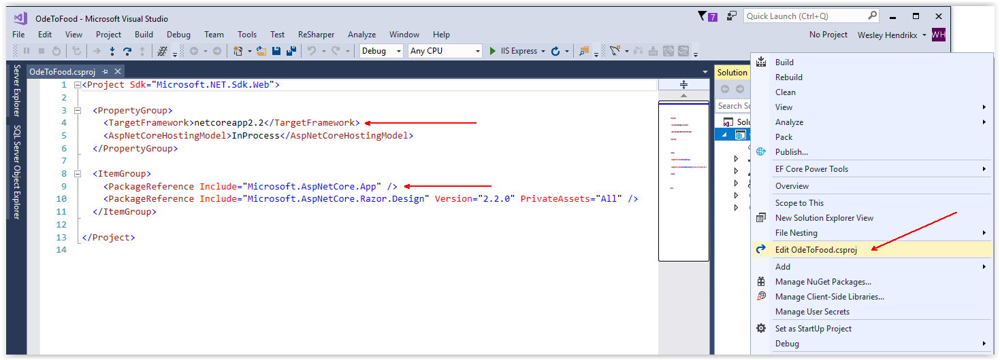 OdeToFood - Microsoft Visual Studio
7
Quick Launch (Ctrl+Q)
File Edit View Project Build Debug Team Tools Test ReSharper Analyze Window Help
No Project Wesley Hendrikx WH
Debug Any CPU IIS Express
Server Explorer
SQL Server Object Explorer
OdeToFood.csproj
1 <Project Sdk="Microsoft.NET.Sdk.Web">
2
3 <PropertyGroup>
4 <TargetFramework>netcoreapp2.2</TargetFramework>
5 <AspNetCoreHostingModel>InProcess</AspNetCoreHostingModel>
6 </PropertyGroup>
7
8 <ItemGroup>
9 <PackageReference Include="Microsoft.AspNetCore.App" />
10 <PackageReference Include="Microsoft.AspNetCore.Razor.Design" Version="2.2.0" PrivateAssets="All" />
11 </ItemGroup>
12
13 </Project>
14
Solution
Search So
Solu
Build
Rebuild
Clean
View
Analyze
Pack
Publish...
EF Core Power Tools
Overview
Scope to This
New Solution Explorer View
File Nesting
Edit OdeToFood.csproj
Add
Manage NuGet Packages...
Manage Client-Side Libraries...
Manage User Secrets
Set as StartUp Project
Debug